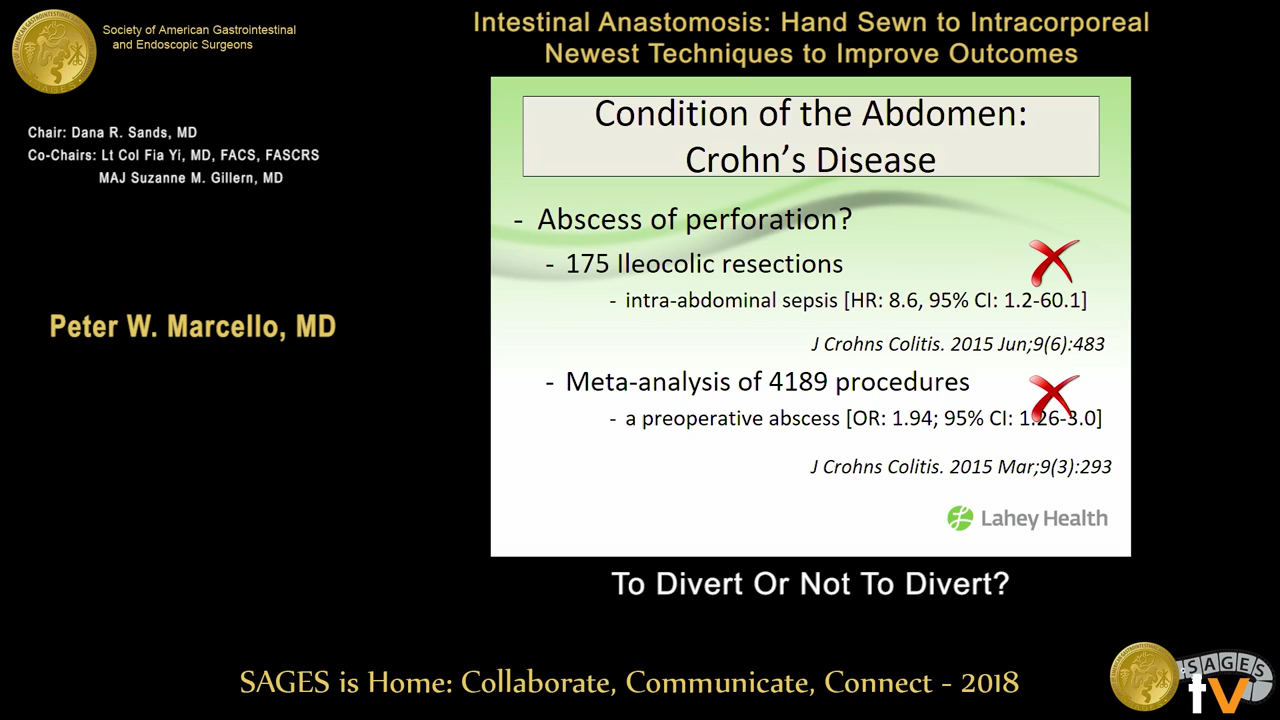 Society of American Gastrointestinal
and Endoscopic Surgeons
Intestinal Anastomosis: Hand Sewn to Intracorporeal
Newest Techniques to Improve Outcomes
Chair: Dana R. Sands, MD
Co-Chairs: Lt Col Fia Yi, MD, FACS, FASCRS
MAJ Suzanne M. Gillern, MD
Peter W. Marcello, MD
Condition of the Abdomen:
Crohn’s Disease
- Abscess of perforation?
- 175 Ileocolic resections
- intra-abdominal sepsis [HR: 8.6, 95% CI: 1.2-60.1]
J Crohns Colitis. 2015 Jun;9(6):483
- Meta-analysis of 4189 procedures
- a preoperative abscess [OR: 1.94; 95% CI: 1.26-3.0]
J Crohns Colitis. 2015 Mar;9(3):293
Lahey Health
To Divert Or Not To Divert?
SAGES is Home: Collaborate, Communicate, Connect - 2018
SAGES
tv